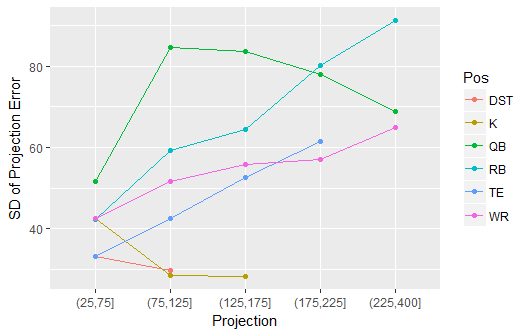 SD of Projection Error
80
60
40
(25,75]
(75,125]
(125,175]
(175,225]
(225,400]
Projection
Pos
DST
K
QB
RB
TE
WR